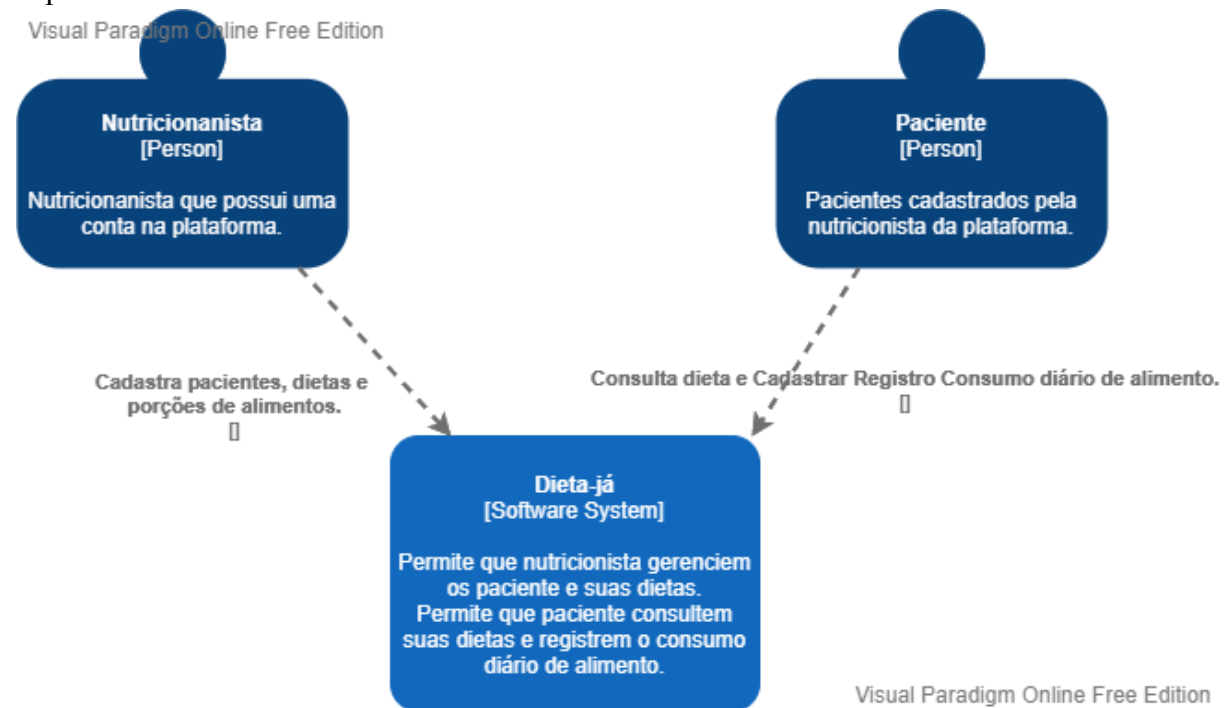 Visual Paradigm Online Free Edition
Nutricionanista
[Person]
Nutricionanista que possui uma
conta na plataforma.
Paciente
[Person]
Pacientes cadastrados pela
nutricionista da plataforma.
Cadastra pacientes, dietas e
porções de alimentos.
[]
Consulta dieta e Cadastrar Registro Consumo diário de alimento.
[]
Dieta-já
[Software System]
Permite que nutricionista gerenciem
os paciente e suas dietas.
Permite que paciente consultem
suas dietas e registrem o consumo
diário de alimento.
Visual Paradigm Online Free Edition